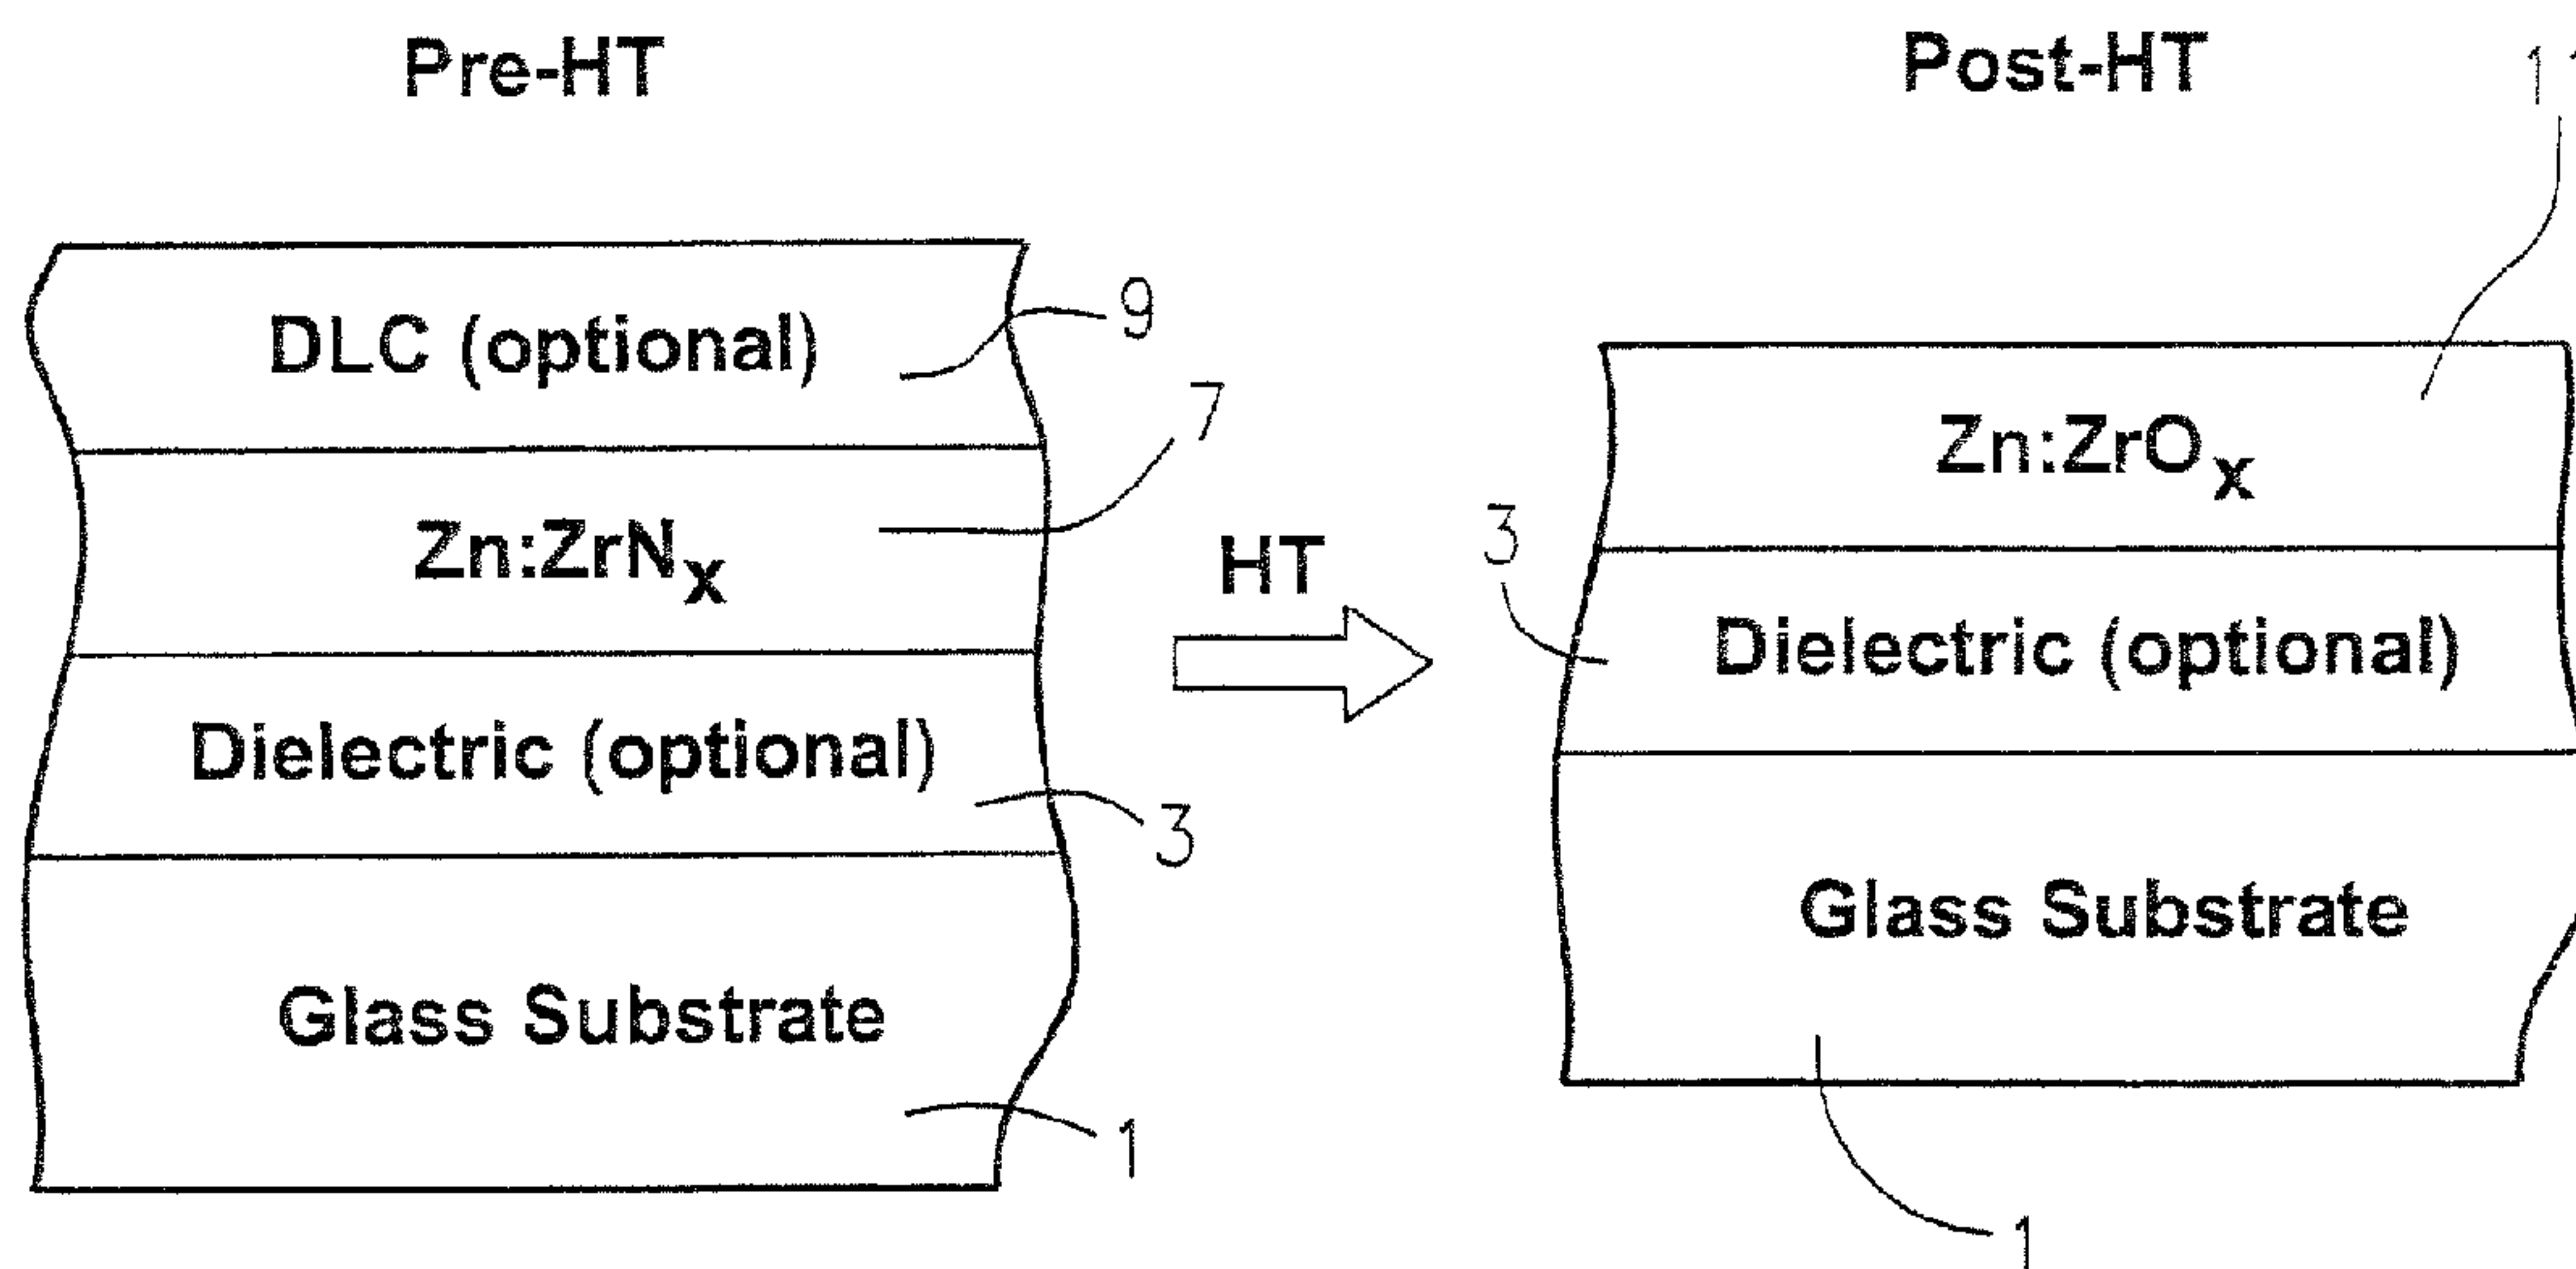 Pre-HT
Post-HT
11
DLC (optional)
9
7
Zn:ZrNx
Dielectric (optional)
3
Glass Substrate
1
HT
Zn:ZrOx
3
Dielectric (optional)
Glass Substrate
1